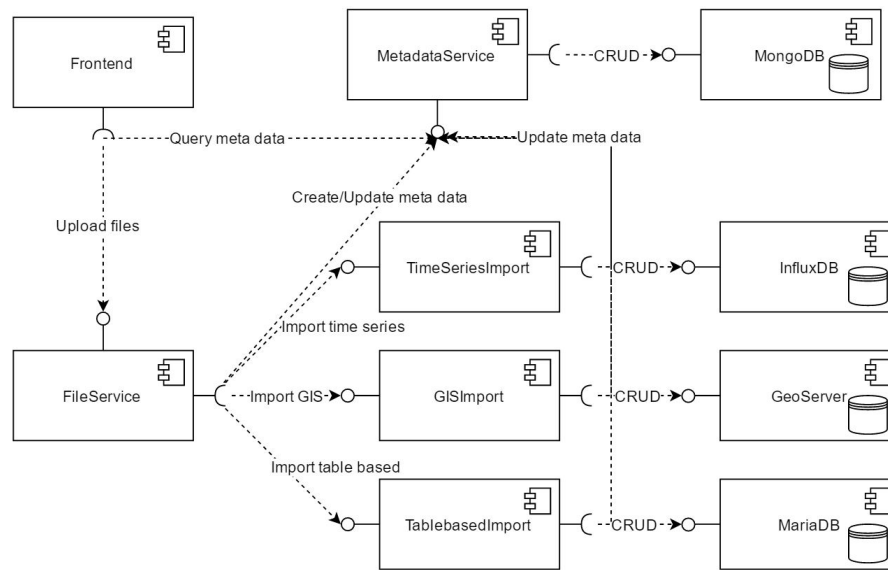 Frontend
MetadataService
CRUD
MongoDB
Query meta data
Update meta data
Create/Update meta data
Upload files
TimeSeriesImport
CRUD
InfluxDB
Import time series
FileService
Import GIS
GISImport
CRUD
GeoServer
Import table based
TablebasedImport
CRUD
MariaDB